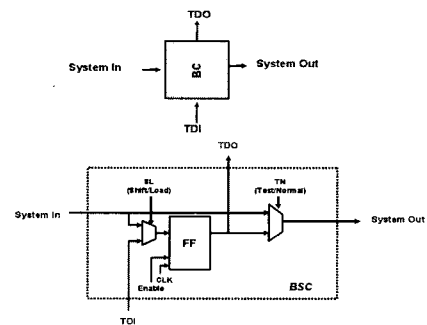 TDO
System In
BC
System Out
TDI
TDO
SL
(Shift/Load)
TN
(Test/Normal)
System In
System Out
FF
CLK
Enable
BSC
TDI